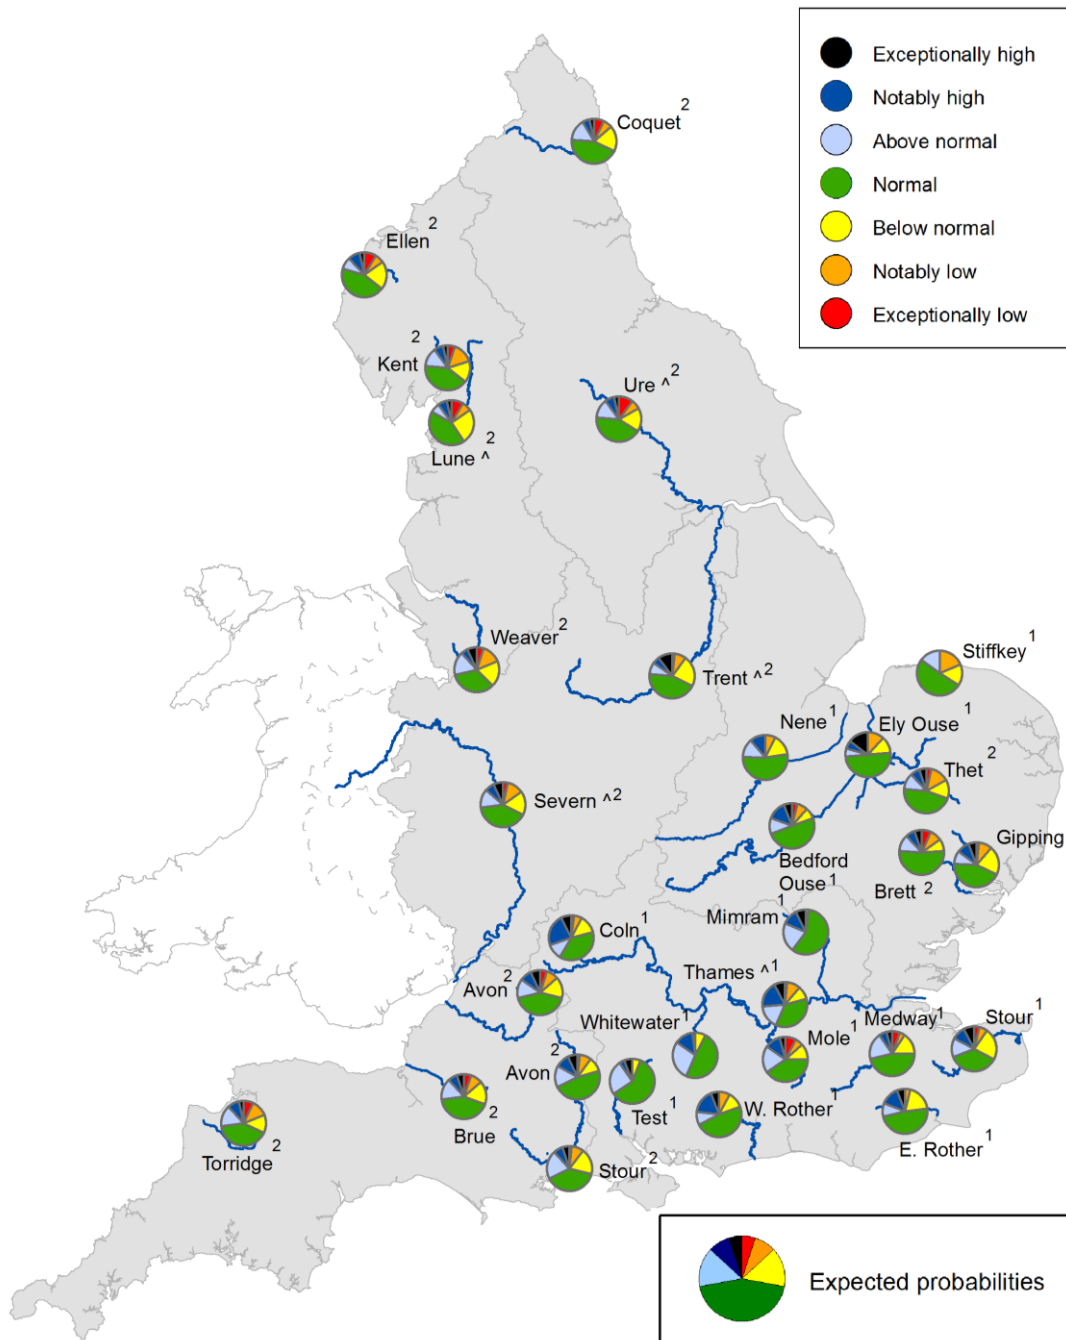 Exceptionally high
Notably high
Above normal
Normal
Below normal
Notably low
Exceptionally low
Coquet 2
Ellen 2
Kent 2
Ure ^ 2
Lune ^ 2
Weaver 2
Trent ^ 2
Stiffkey 1
Nene 1
Ely Ouse 1
Thet 2
Severn ^ 2
Bedford
Ouse 1
Gipping
Brett 2
Mimram 1
Coln 1
Thames ^ 1
Avon 2
Whitewater 1
Mole 1
Medway 1
Stour 1
Avon 2
Brue 2
Test 1
W. Rother 1
E. Rother 1
Torridge 2
Stour 2
Expected probabilities